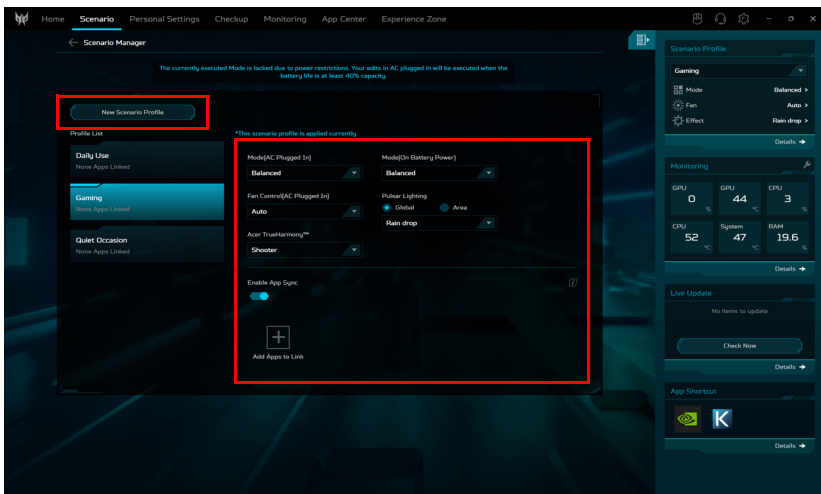 Home Scenario Personal Settings Checkup Monitoring App Center Experience Zone
Scenario Manager
The currently executed Mode is locked due to power restrictions. Your edits in AC plugged in will be executed when the
battery life is at least 40% capacity.
New Scenario Profile
Profile List
Daily Use
None Apps Linked
Gaming
None Apps Linked
Quiet Occasion
None Apps Linked
*This scenario profile is applied currently
Mode(AC Plugged In) Mode(On Battery Power)
Balanced Balanced
Fan Control(AC Plugged In) Pulsar Lighting
Auto Global Area
Rain drop
Acer TrueHarmony™
Shooter
Enable App Sync
Add Apps to Link
Scenario Profile
Gaming
Mode Balanced >
Fan Auto >
Effect Rain drop >
Details
Monitoring
GPU GPU CPU
0 % 44 °C 3 %
CPU System RAM
52 °C 47 °C 19.6 %
Details
Live Update
No items to update
Check Now
Details
App Shortcut
K
Details